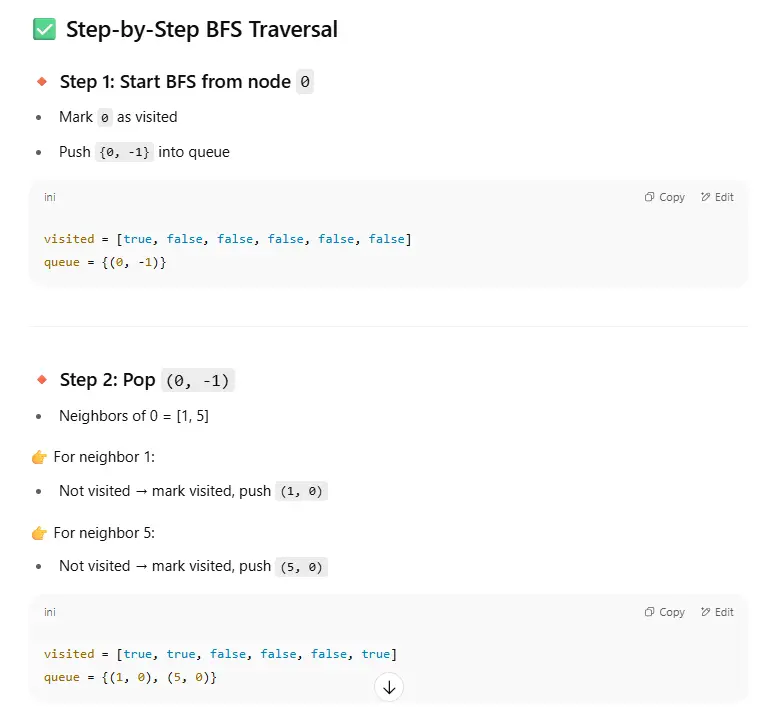 ✅ Step-by-Step BFS Traversal
🔸 Step 1: Start BFS from node 0
• Mark 0 as visited
• Push {0, -1} into queue
ini Copy Edit
visited = [true, false, false, false, false, false]
queue = {(0, -1)}
🔸 Step 2: Pop (0, -1)
• Neighbors of 0 = [1, 5]
👉 For neighbor 1:
• Not visited → mark visited, push (1, 0)
👉 For neighbor 5:
• Not visited → mark visited, push (5, 0)
ini Copy Edit
visited = [true, true, false, false, false, true]
queue = {(1, 0), (5, 0)}